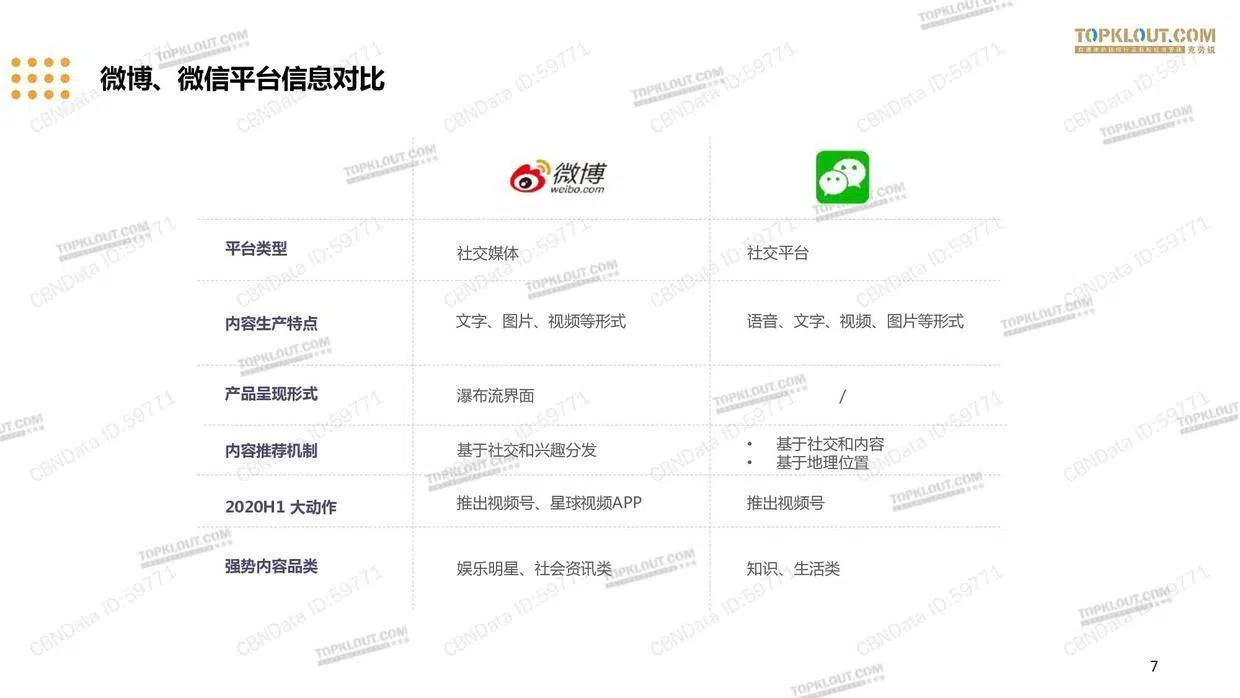 TOPKLOUT.COM
克劳锐
微博、微信平台信息对比
微博
weibo.com
平台类型
社交媒体
社交平台
内容生产特点
文字、图片、视频等形式
语音、文字、视频、图片等形式
产品呈现形式
瀑布流界面
/
内容推荐机制
基于社交和兴趣分发
• 基于社交和内容
• 基于地理位置
2020H1 大动作
推出视频号、星球视频APP
推出视频号
强势内容品类
娱乐明星、社会资讯类
知识、生活类
7
CBNData ID:59771
TOPKLOUT.COM